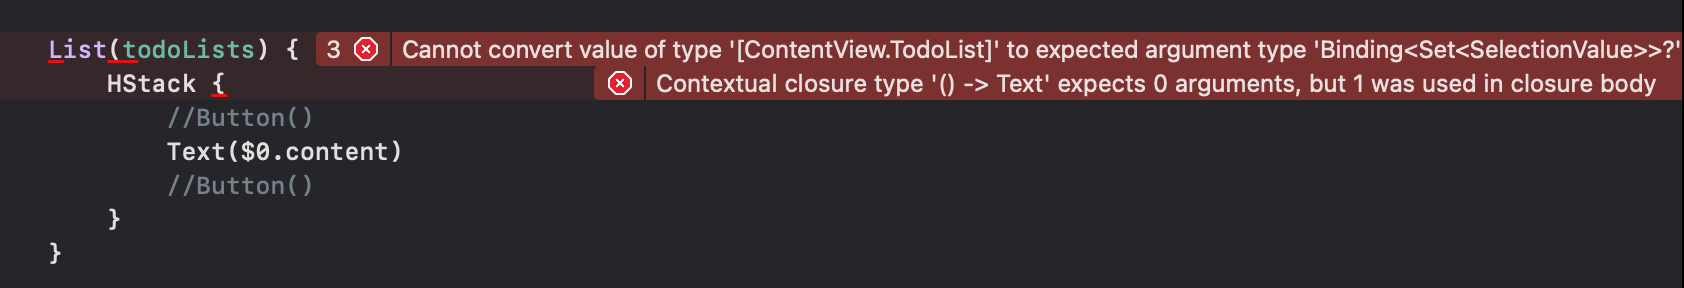 List(todoLists) { 3 Cannot convert value of type '[ContentView.TodoList]' to expected argument type 'Binding<Set<SelectionValue>>?'
HStack { Contextual closure type '() -> Text' expects 0 arguments, but 1 was used in closure body
//Button()
Text($0.content)
//Button()
}
}